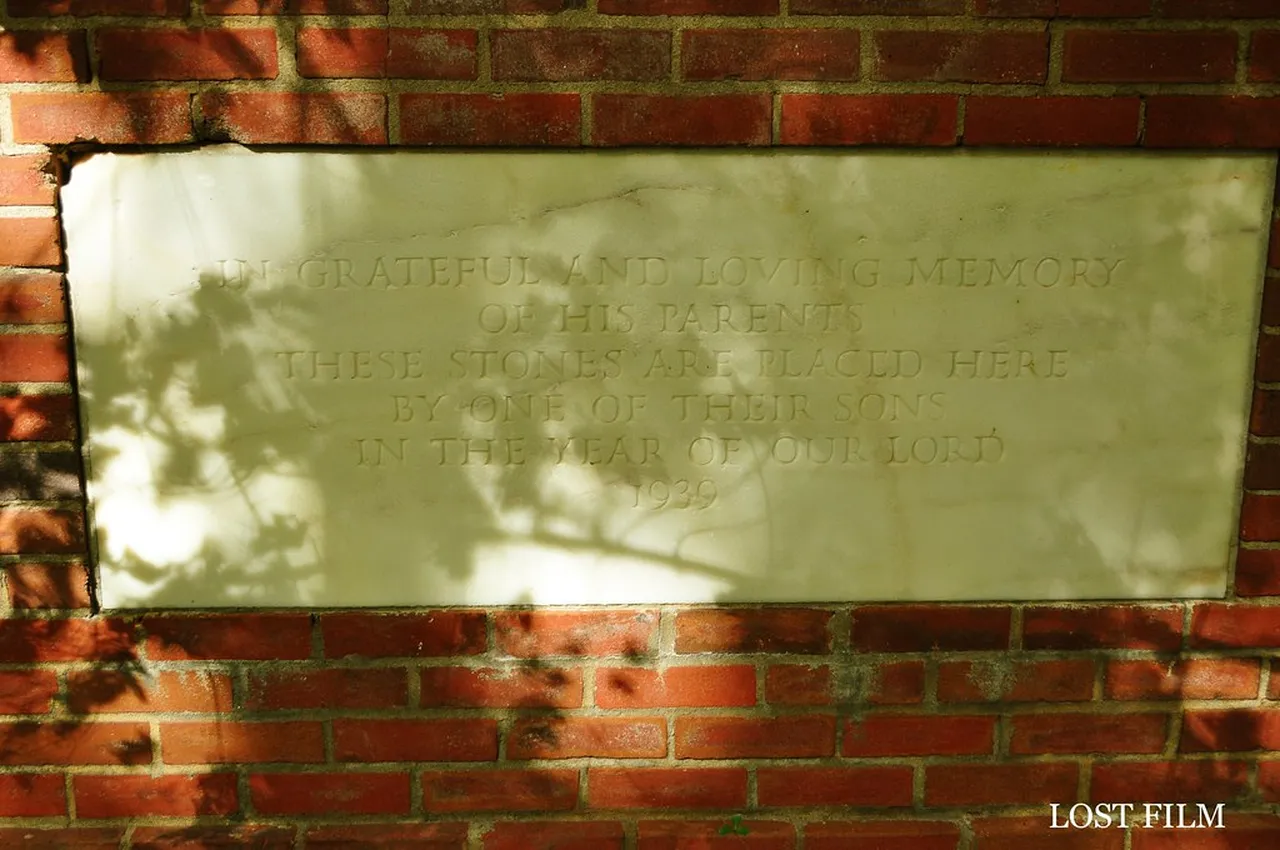 IN GRATEFUL AND LOVING MEMORY
OF HIS PARENTS
THESE STONES ARE PLACED HERE
BY ONE OF THEIR SONS
IN THE YEAR OF OUR LORD
1939
LOST FILM